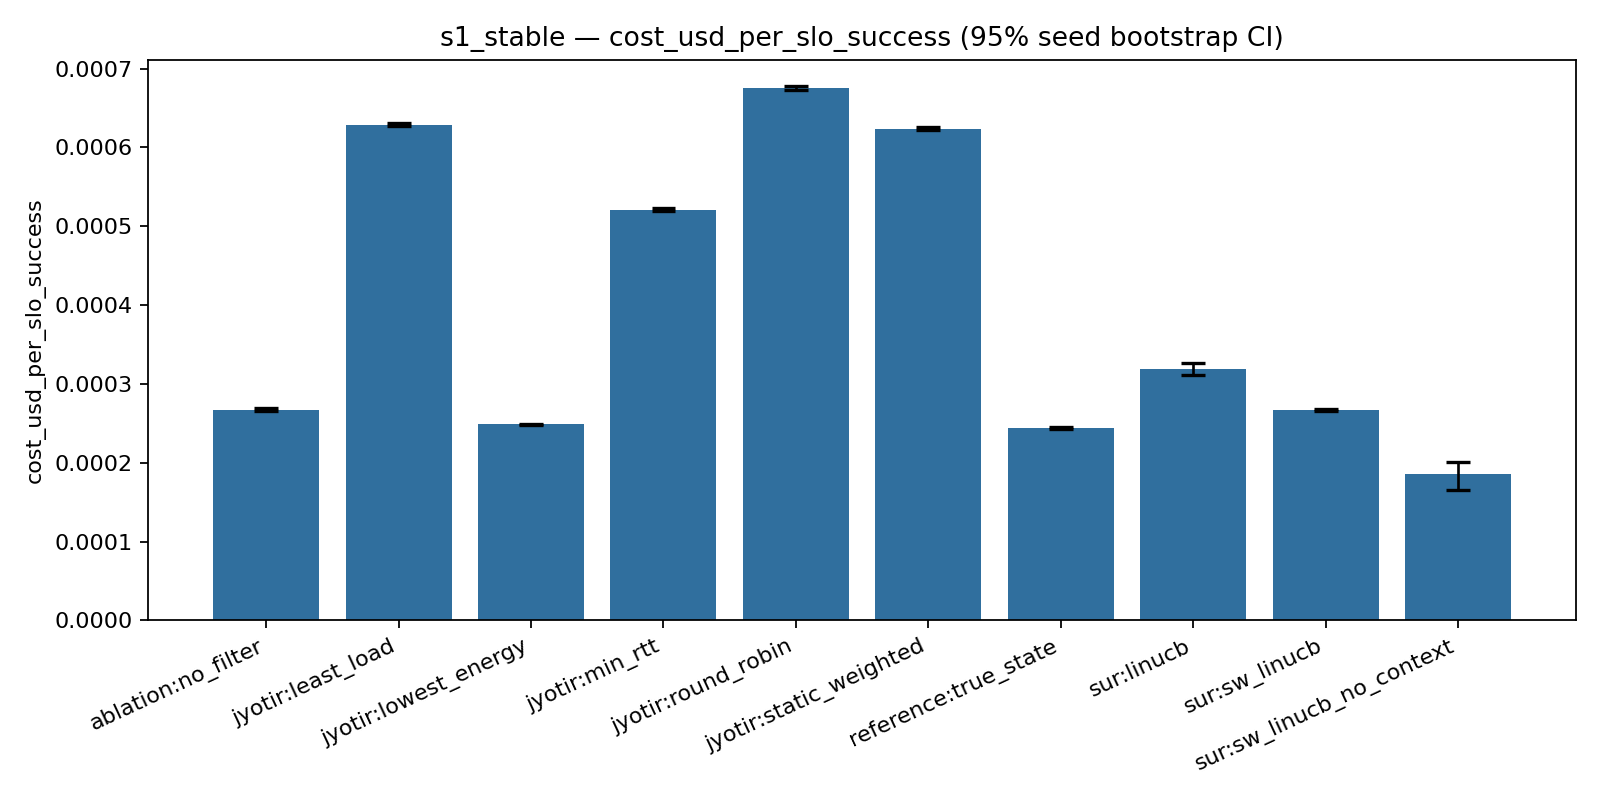 s1_stable — cost_usd_per_slo_success (95% seed bootstrap CI)
cost_usd_per_slo_success
0.0007
0.0006
0.0005
0.0004
0.0003
0.0002
0.0001
0.0000
ablation:no_filter
jyotir:least_load
jyotir:lowest_energy
jyotir:min_rtt
jyotir:round_robin
jyotir:static_weighted
reference:true_state
sur:linucb
sur:sw_linucb
sur:sw_linucb_no_context